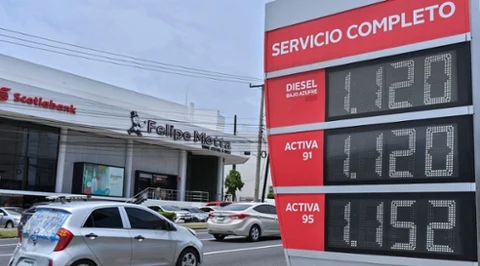 SERVICIO COMPLETO
DIESEL
BAJO AZUFRE
1.120
ACTIVA
91
1.120
ACTIVA
95
1.152
Scotiabank
Felipe Motta